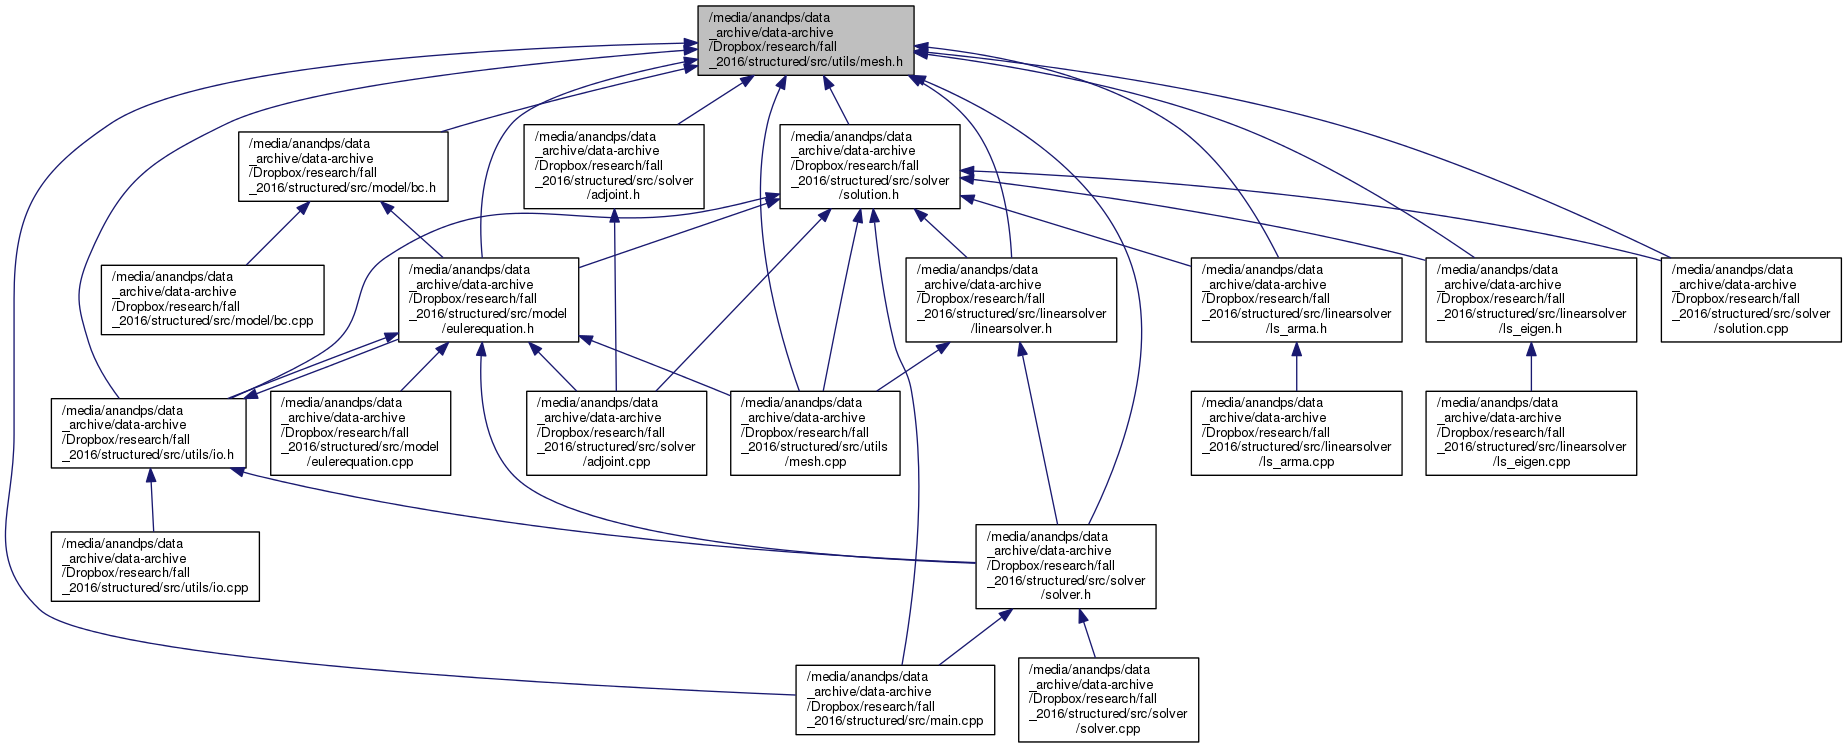 /media/anandps/data
_archive/data-archive
/Dropbox/research/fall
_2016/structured/src/utils/mesh.h
/media/anandps/data
_archive/data-archive
/Dropbox/research/fall
_2016/structured/src/model/bc.h
/media/anandps/data
_archive/data-archive
/Dropbox/research/fall
_2016/structured/src/solver
/adjoint.h
/media/anandps/data
_archive/data-archive
/Dropbox/research/fall
_2016/structured/src/solver
/solution.h
/media/anandps/data
_archive/data-archive
/Dropbox/research/fall
_2016/structured/src/model/bc.cpp
/media/anandps/data
_archive/data-archive
/Dropbox/research/fall
_2016/structured/src/model
/eulerequation.h
/media/anandps/data
_archive/data-archive
/Dropbox/research/fall
_2016/structured/src/linearsolver
/linearsolver.h
/media/anandps/data
_archive/data-archive
/Dropbox/research/fall
_2016/structured/src/linearsolver
/ls_arma.h
/media/anandps/data
_archive/data-archive
/Dropbox/research/fall
_2016/structured/src/linearsolver
/ls_eigen.h
/media/anandps/data
_archive/data-archive
/Dropbox/research/fall
_2016/structured/src/solver
/solution.cpp
/media/anandps/data
_archive/data-archive
/Dropbox/research/fall
_2016/structured/src/utils/io.h
/media/anandps/data
_archive/data-archive
/Dropbox/research/fall
_2016/structured/src/model
/eulerequation.cpp
/media/anandps/data
_archive/data-archive
/Dropbox/research/fall
_2016/structured/src/solver
/adjoint.cpp
/media/anandps/data
_archive/data-archive
/Dropbox/research/fall
_2016/structured/src/utils
/mesh.cpp
/media/anandps/data
_archive/data-archive
/Dropbox/research/fall
_2016/structured/src/linearsolver
/ls_arma.cpp
/media/anandps/data
_archive/data-archive
/Dropbox/research/fall
_2016/structured/src/linearsolver
/ls_eigen.cpp
/media/anandps/data
_archive/data-archive
/Dropbox/research/fall
_2016/structured/src/utils/io.cpp
/media/anandps/data
_archive/data-archive
/Dropbox/research/fall
_2016/structured/src/solver
/solver.h
/media/anandps/data
_archive/data-archive
/Dropbox/research/fall
_2016/structured/src/main.cpp
/media/anandps/data
_archive/data-archive
/Dropbox/research/fall
_2016/structured/src/solver
/solver.cpp